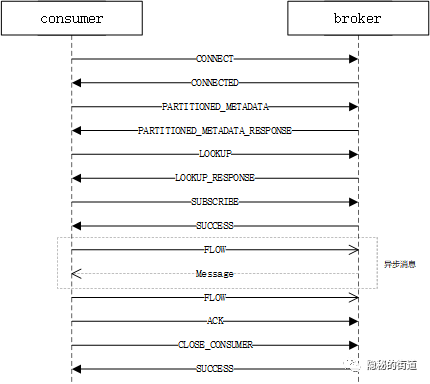 consumer broker
CONNECT
CONNECTED
PARTITIONED_METADATA
PARTITIONED_METADATA_RESPONSE
LOOKUP
LOOKUP_RESPONSE
SUBSCRIBE
SUCCESS
FLOW
异步消息
Message
FLOW
ACK
CLOSE_CONSUMER
隐秘的街道
SUCCESS